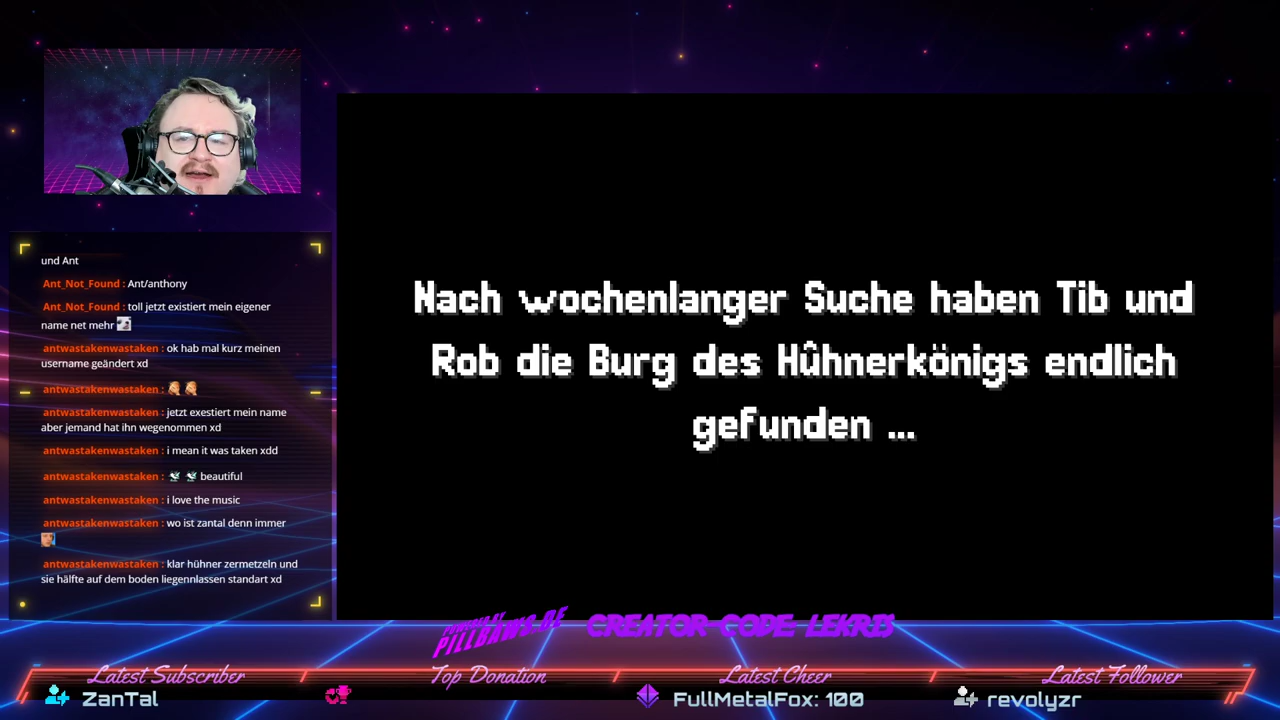 und Ant
Ant_Not_Found : Ant/anthony
Ant_Not_Found : toll jetzt existiert mein eigener
name net mehr
antwastakenwastaken : ok hab mal kurz meinen
username geändert xd
antwastakenwastaken :
antwastakenwastaken : jetzt exestiert mein name
aber jemand hat ihn wegenommen xd
antwastakenwastaken : i mean it was taken xdd
antwastakenwastaken : beautiful
antwastakenwastaken : i love the music
antwastakenwastaken : wo ist zantal denn immer
antwastakenwastaken : klar hühner zermetzeln und
sie hälfte auf dem boden liegennlassen standart xd
Nach wochenlanger Suche haben Tib und
Rob die Burg des Hûhnerkönigs endlich
gefunden ...
POWERED BY
PILLBAWS.DE
CREATOR CODE LEKRIS
Latest Subscriber
ZanTal
Top Donation
Latest Cheer
FullMetalFox: 100
Latest Follower
revolyzr